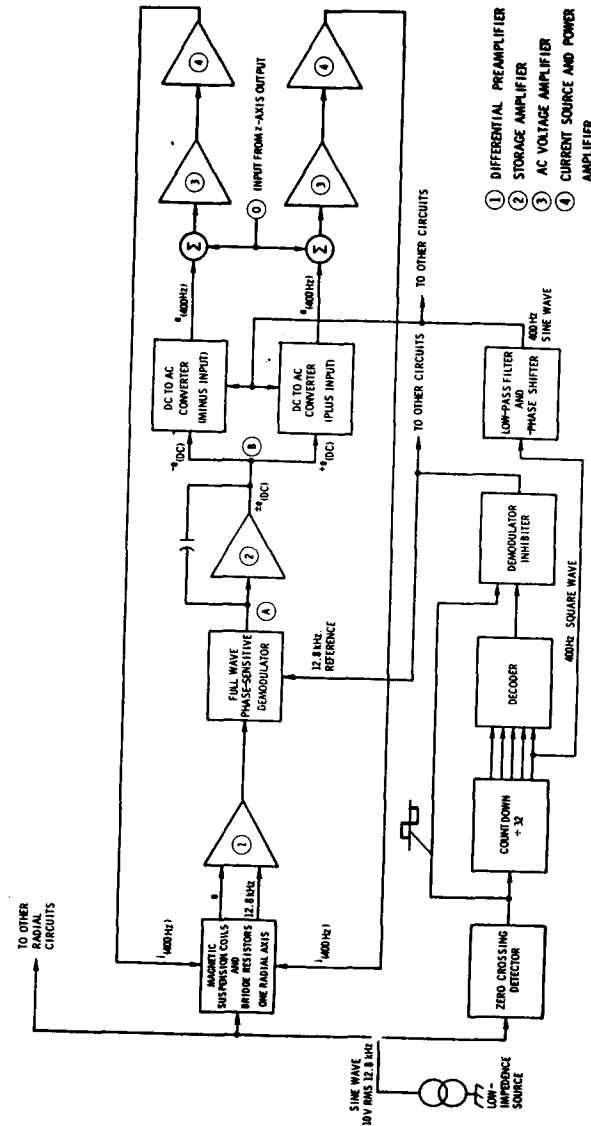 TO OTHER
RADIAL
CIRCUITS
SINE WAVE
10V RMS 12.8 kHz
LOW-
IMPEDENCE
SOURCE
MAGNETIC
SUSPENSION COILS
AND
BRIDGE RESISTORS
ONE RADIAL AXIS
i(400Hz)
i(400Hz)
e
12.8 kHz
1
FULL WAVE
PHASE-SENSITIVE
DEMODULATOR
12.8 kHz
REFERENCE
A
2
±e(DC)
B
-e(DC)
+e(DC)
DC TO AC
CONVERTER
(MINUS INPUT)
DC TO AC
CONVERTER
(PLUS INPUT)
e(400Hz)
e(400Hz)
Σ
Σ
0 INPUT FROM z-AXIS OUTPUT
3
3
4
4
ZERO CROSSING
DETECTOR
COUNTDOWN
÷ 32
DECODER
DEMODULATOR
INHIBITER
400Hz SQUARE WAVE
LOW-PASS FILTER
AND
-PHASE SHIFTER
400Hz
SINE WAVE
TO OTHER CIRCUITS
TO OTHER CIRCUITS
1 DIFFERENTIAL PREAMPLIFIER
2 STORAGE AMPLIFIER
3 AC VOLTAGE AMPLIFIER
4 CURRENT SOURCE AND POWER
AMPLIFIER